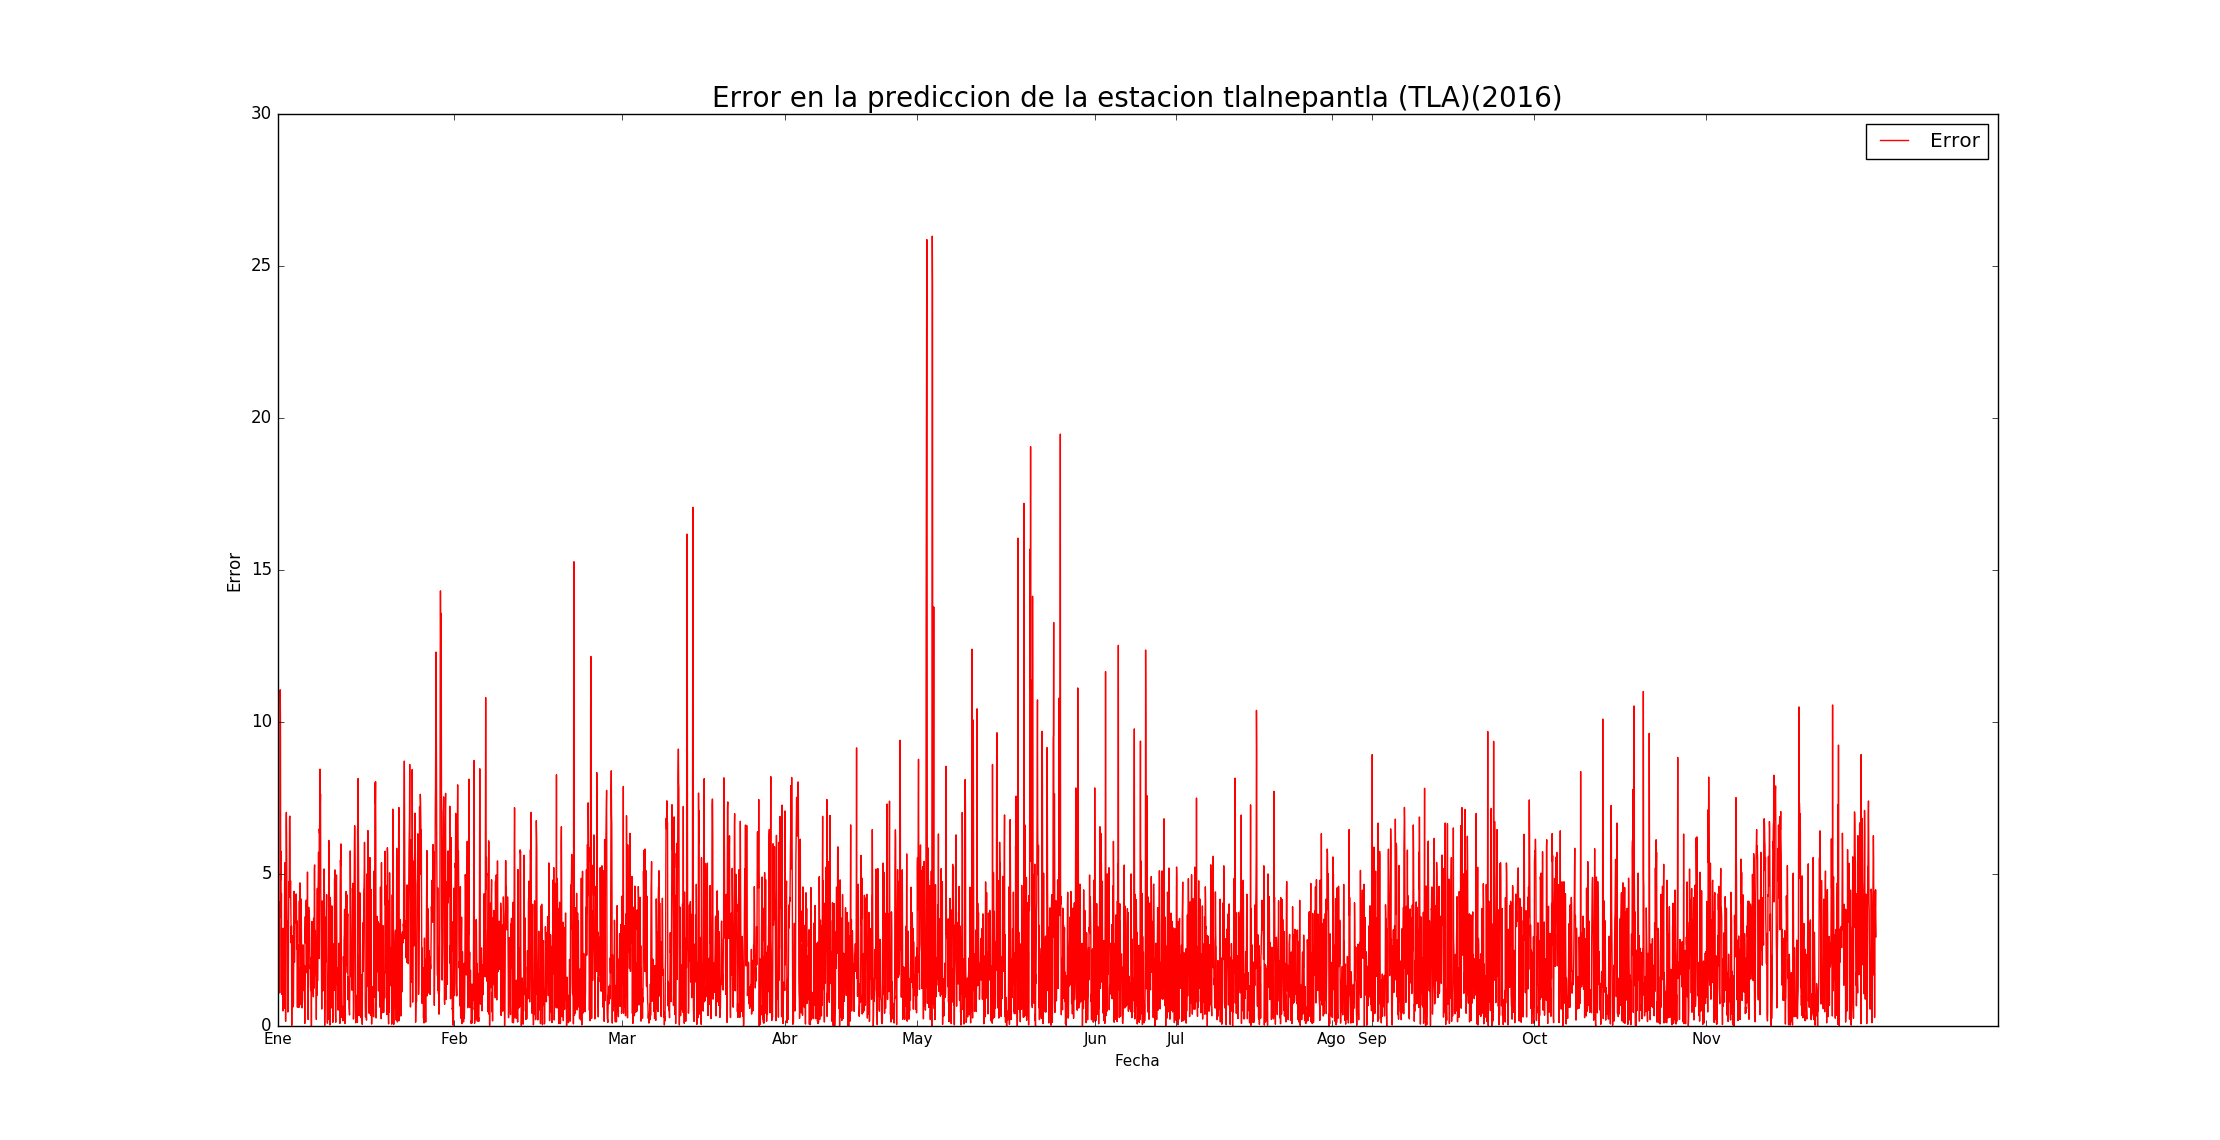 Error en la prediccion de la estacion tlalnepantla (TLA)(2016)
30
Error
25
20
15
10
5
0
Error
Ene Feb Mar Abr May Jun Jul Ago Sep Oct Nov
Fecha